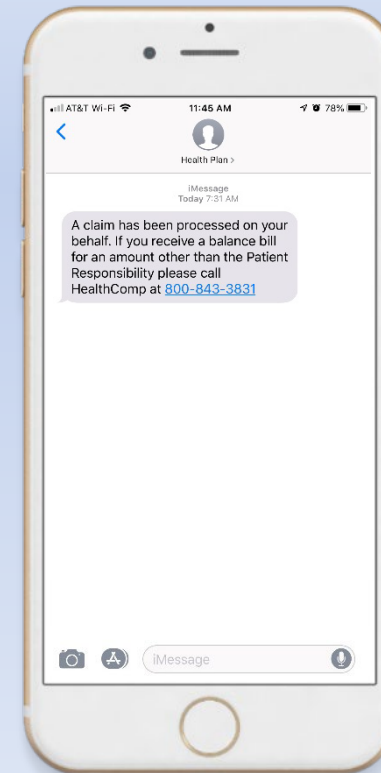 AT&T Wi-Fi 11:45 AM 78%
Health Plan >
iMessage
Today 7:31 AM
A claim has been processed on your
behalf. If you receive a balance bill
for an amount other than the Patient
Responsibility please call
HealthComp at 800-843-3831
iMessage